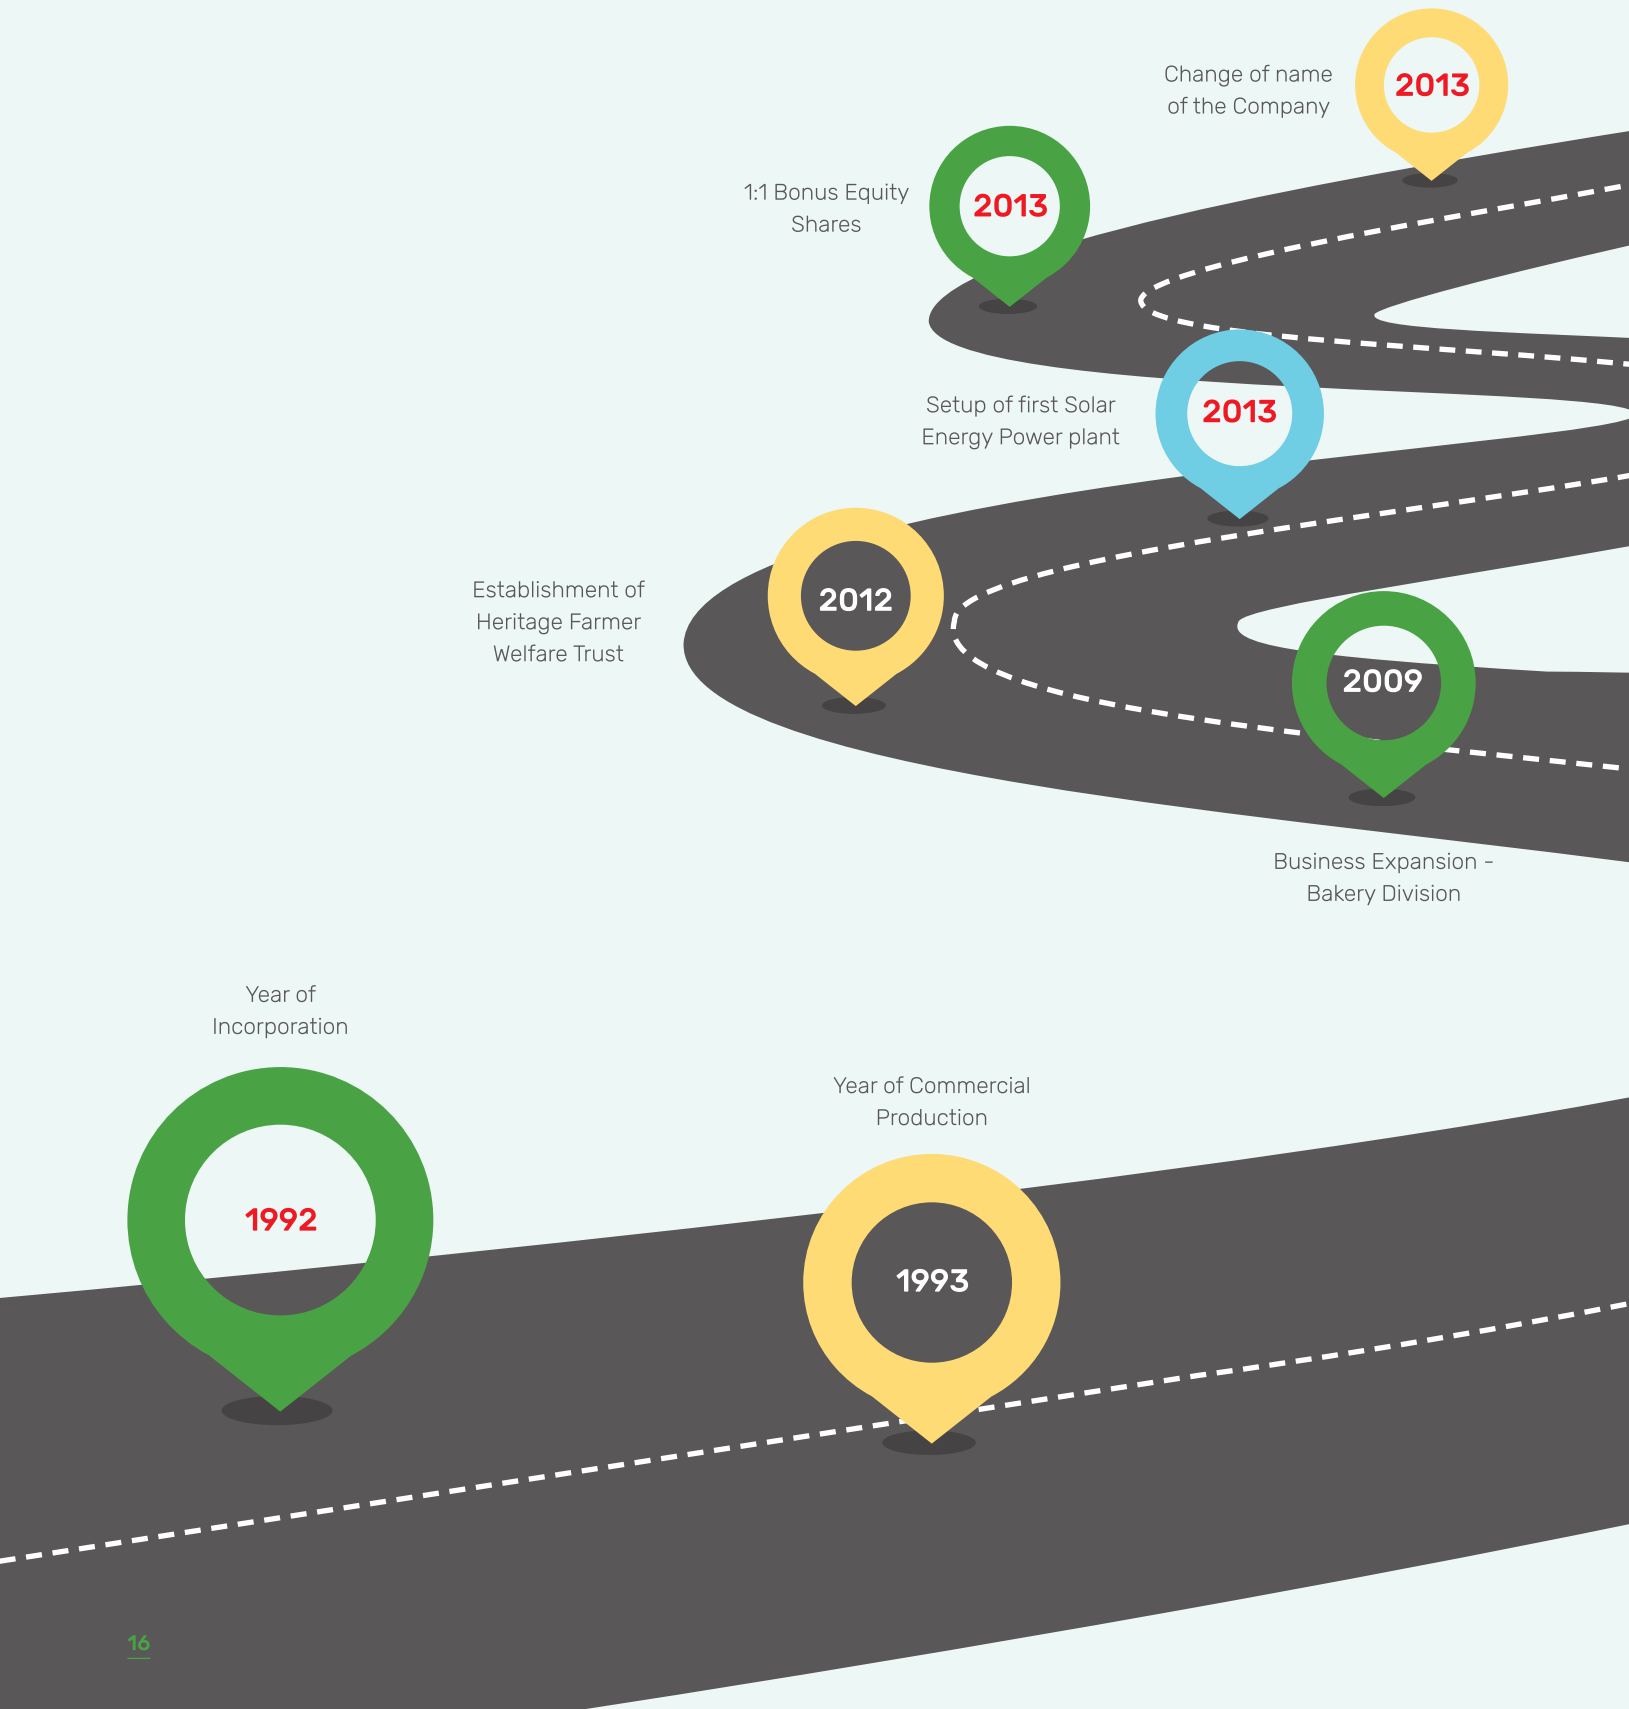 Change of name
of the Company
2013
1:1 Bonus Equity
Shares
2013
Setup of first Solar
Energy Power plant
2013
Establishment of
Heritage Farmer
Welfare Trust
2012
2009
Business Expansion -
Bakery Division
Year of
Incorporation
1992
Year of Commercial
Production
1993
16